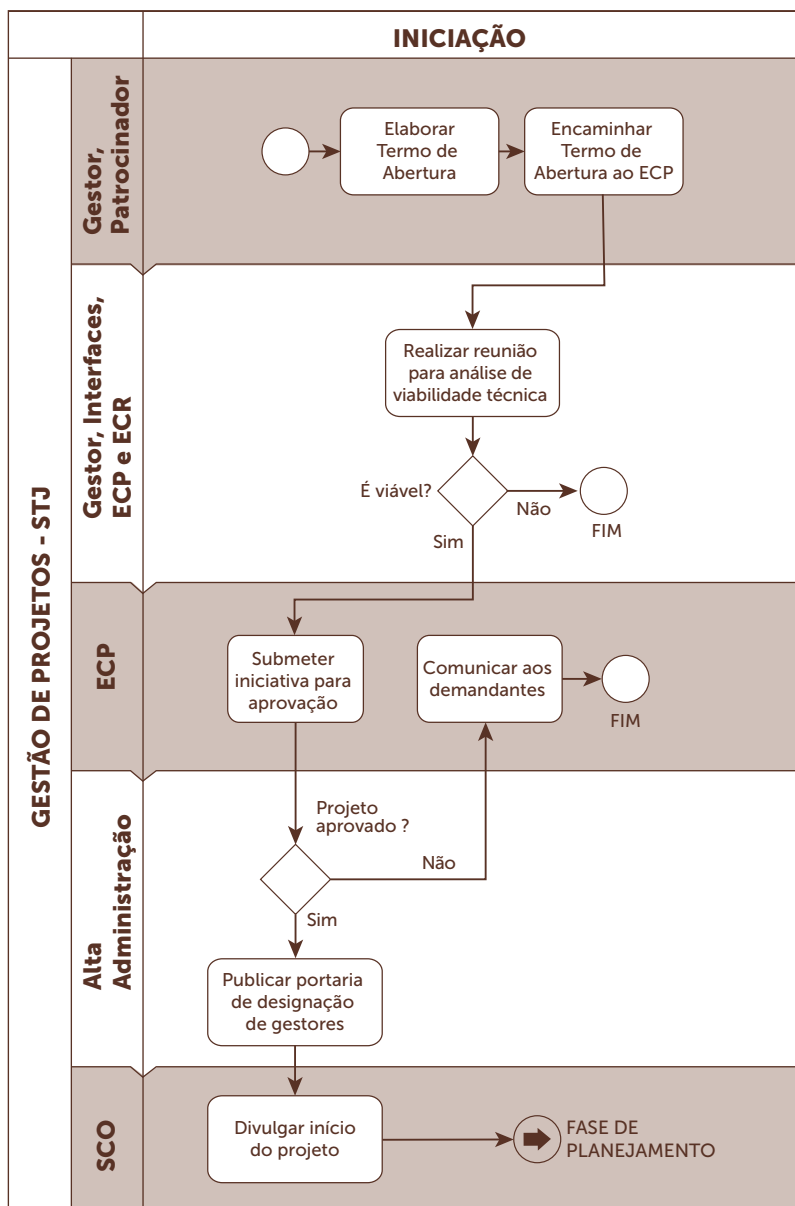 INICIAÇÃO
GESTÃO DE PROJETOS - STJ
Gestor,
Patrocinador
Elaborar
Termo de
Abertura
Encaminhar
Termo de
Abertura ao ECP
Gestor, Interfaces,
ECP e ECR
Realizar reunião
para análise de
viabilidade técnica
É viável?
Não
FIM
Sim
ECP
Submeter
iniciativa para
aprovação
Comunicar aos
demandantes
FIM
Alta
Administração
Projeto
aprovado ?
Não
Sim
Publicar portaria
de designação
de gestores
SCO
Divulgar início
do projeto
FASE DE
PLANEJAMENTO